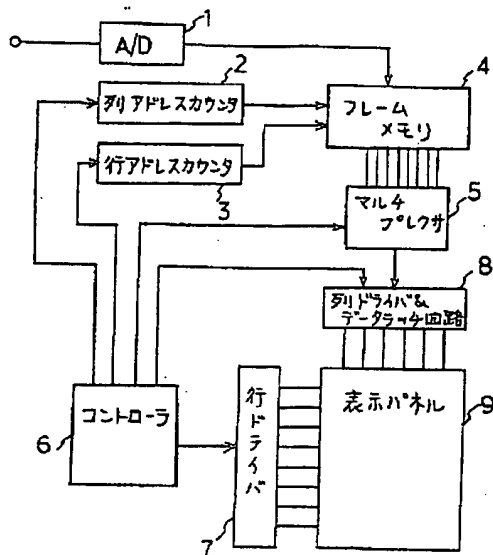 1
A/D
2
列アドレスカウンタ
4
フレーム
メモリ
行アドレスカウンタ
3
マルチ
プレクサ
5
8
列ドライバ&
データラッチ回路
コントローラ
6
行ドライバ
7
表示パネル
9